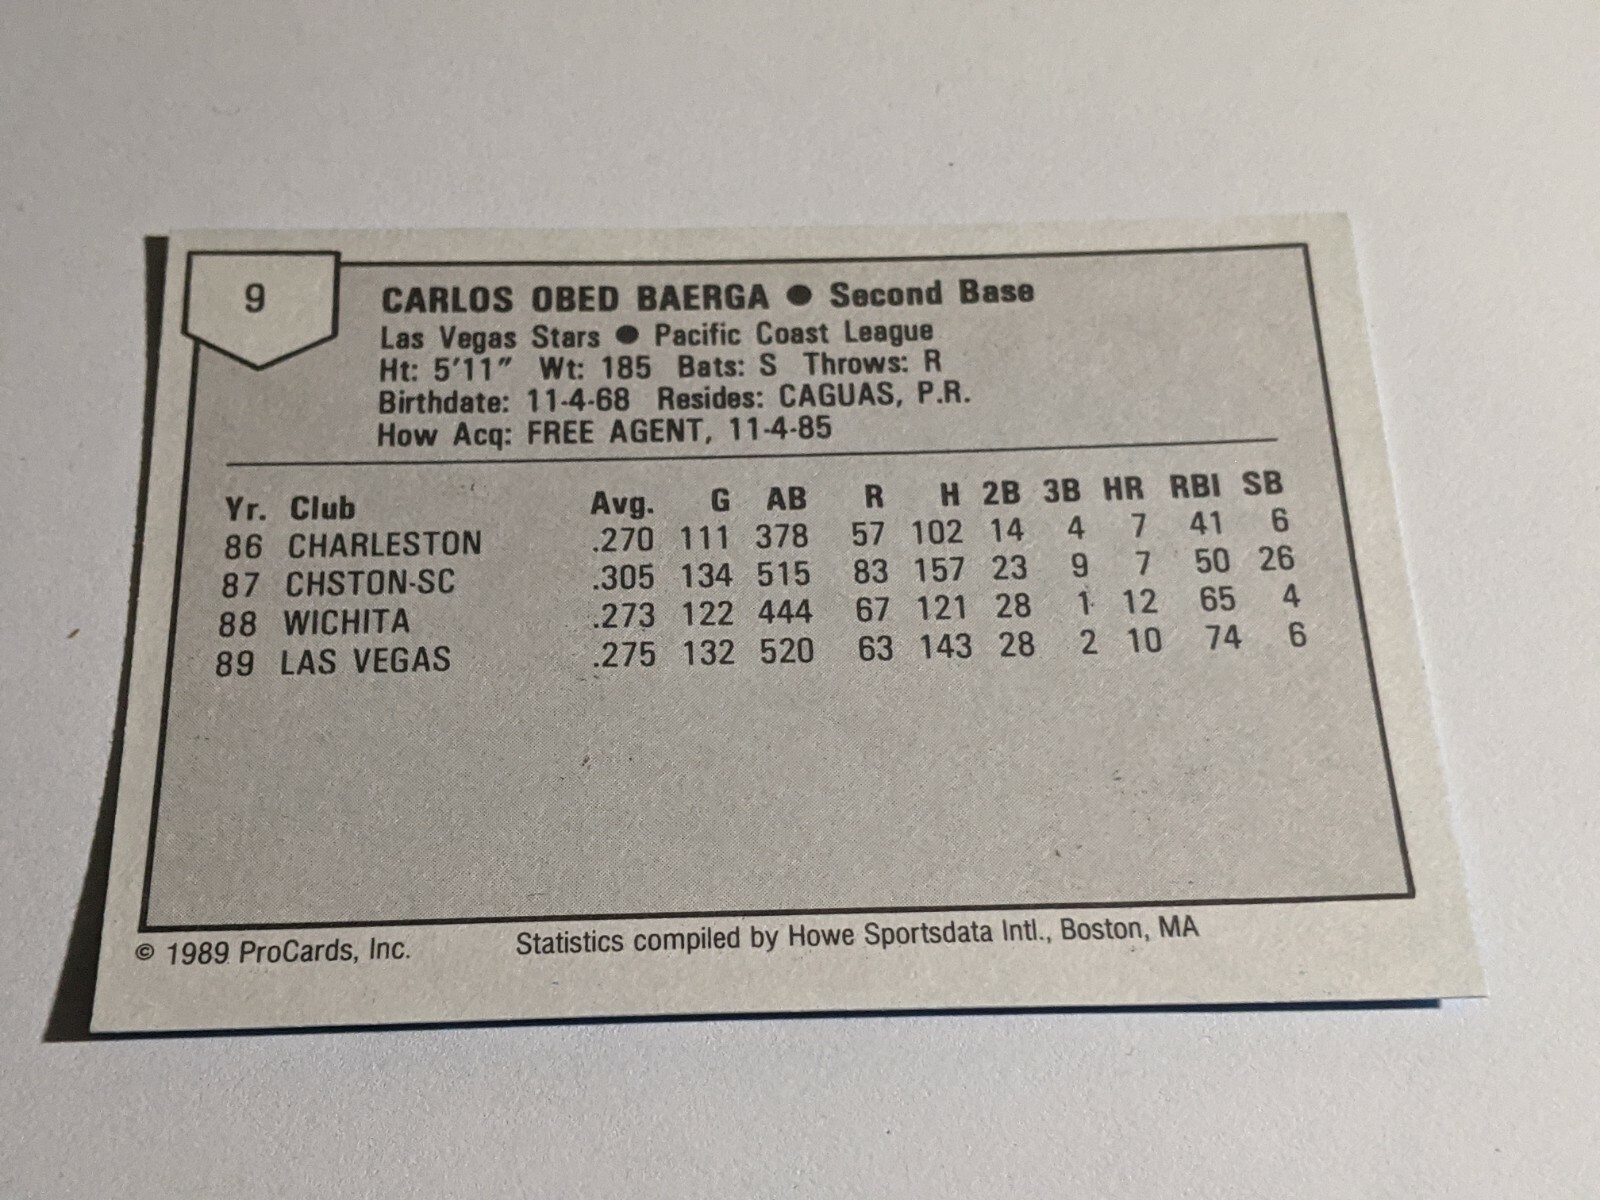 9
CARLOS OBED BAERGA ● Second Base
Las Vegas Stars ● Pacific Coast League
Ht: 5'11" Wt: 185 Bats: S Throws: R
Birthdate: 11-4-68 Resides: CAGUAS, P.R.
How Acq: FREE AGENT, 11-4-85
Yr. Club Avg. G AB R H 2B 3B HR RBI SB
86 CHARLESTON .270 111 378 57 102 14 4 7 41 6
87 CHSTON-SC .305 134 515 83 157 23 9 7 50 26
88 WICHITA .273 122 444 67 121 28 1 12 65 4
89 LAS VEGAS .275 132 520 63 143 28 2 10 74 6
© 1989 ProCards, Inc. Statistics compiled by Howe Sportsdata Intl., Boston, MA